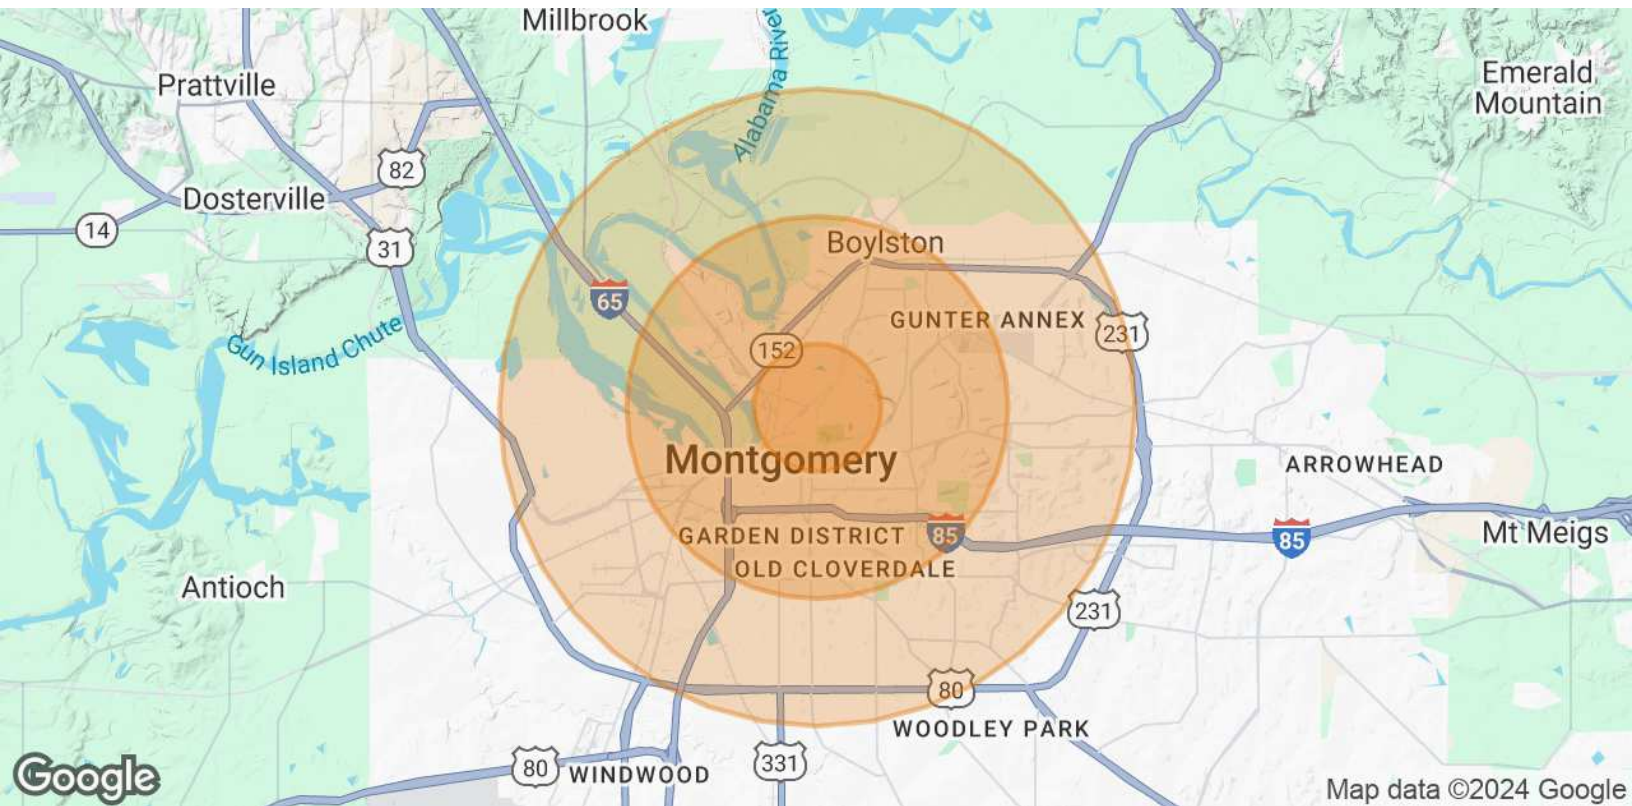 Millbrook
Alabama River
Prattville
Emerald
Mountain
82
Dosterville
14
31
Boylston
65
GUNTER ANNEX
231
Gun Island Chute
152
Montgomery
ARROWHEAD
GARDEN DISTRICT
85
85
Mt Meigs
OLD CLOVERDALE
Antioch
231
80
WOODLEY PARK
80
WINDWOOD
331
Google
Map data ©2024 Google